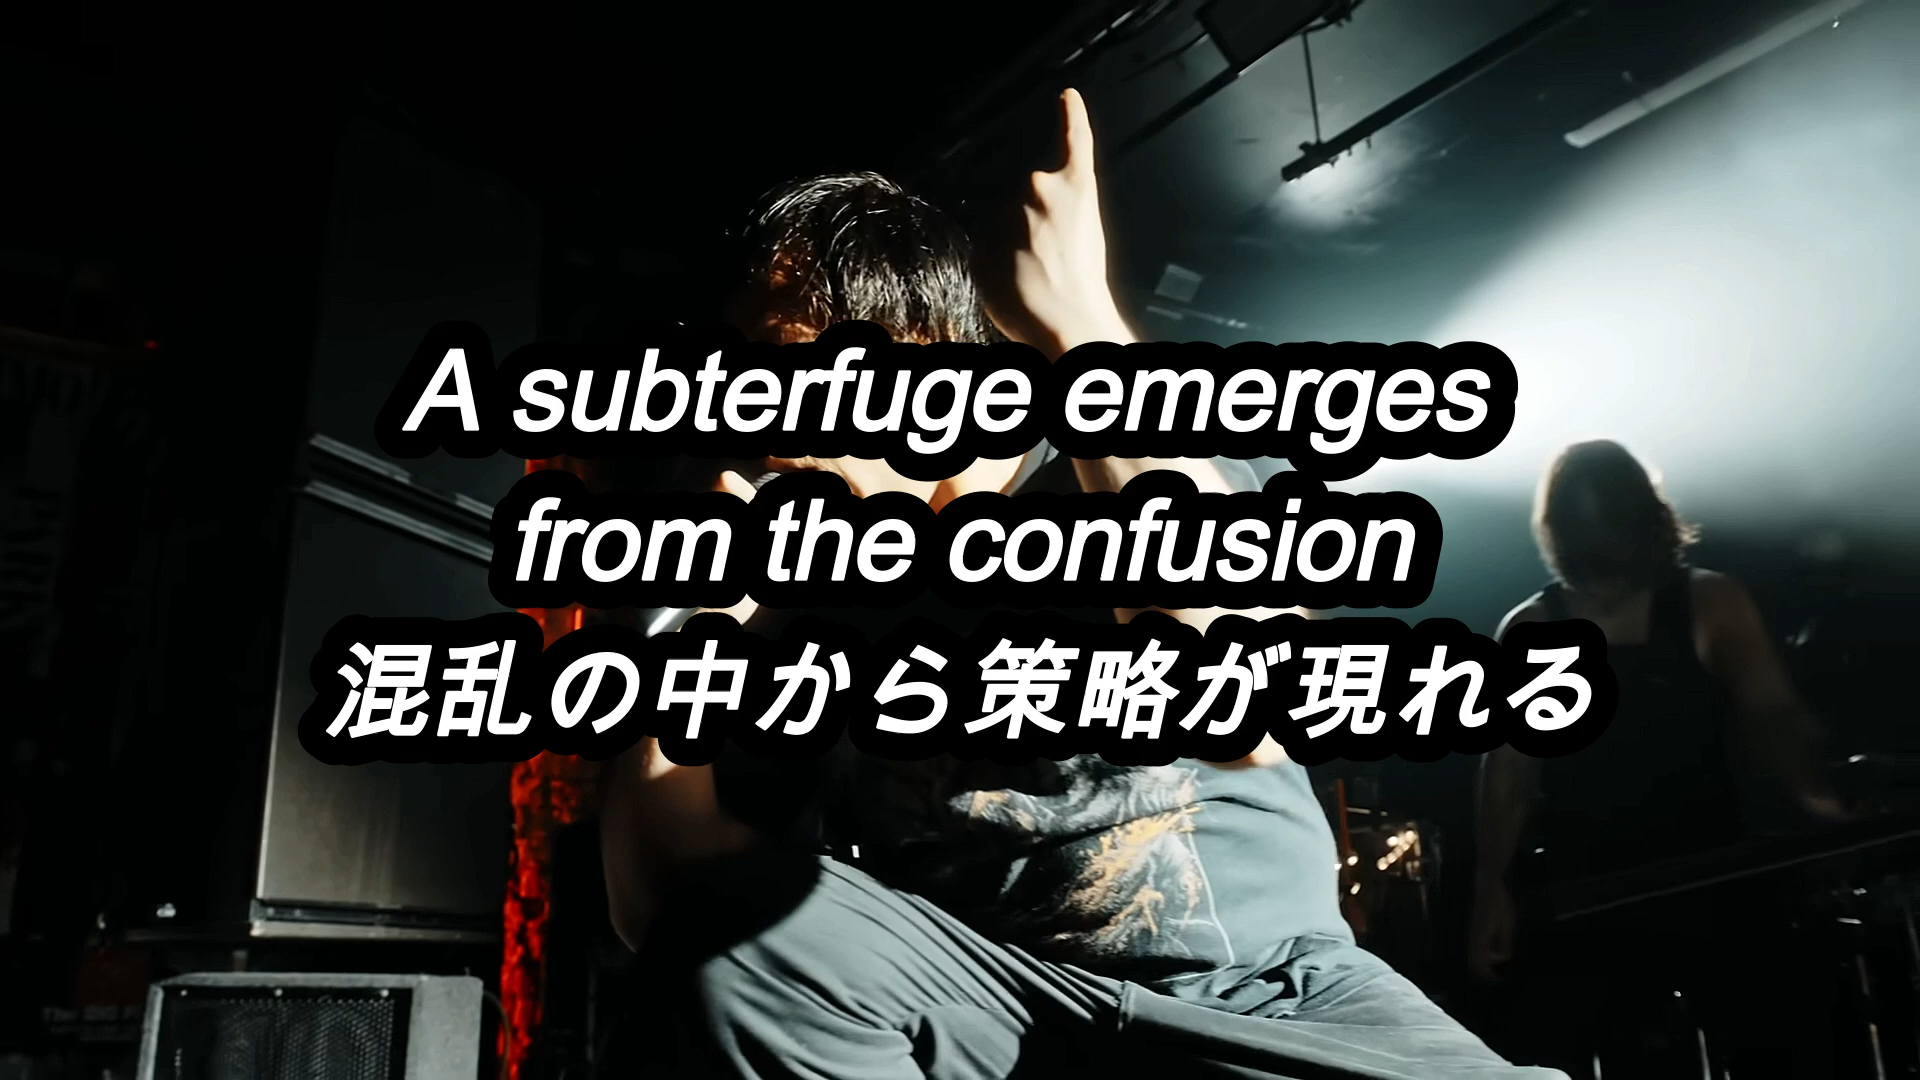 A subterfuge emerges
from the confusion
混乱の中から策略が現れる